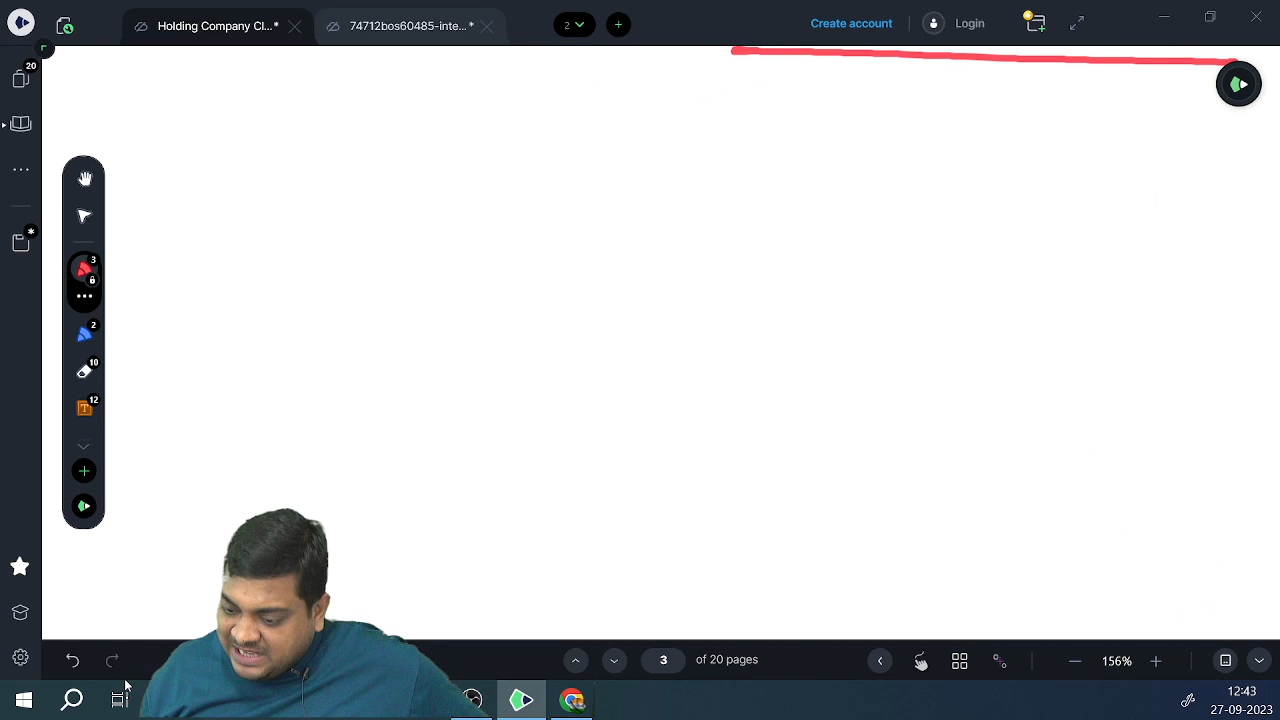 Holding Company Cl...*
74712bos60485-inte...*
2
Create account
Login
20
*
3
2
10
12
T
3
of 20 pages
156%
12:43
27-09-2023